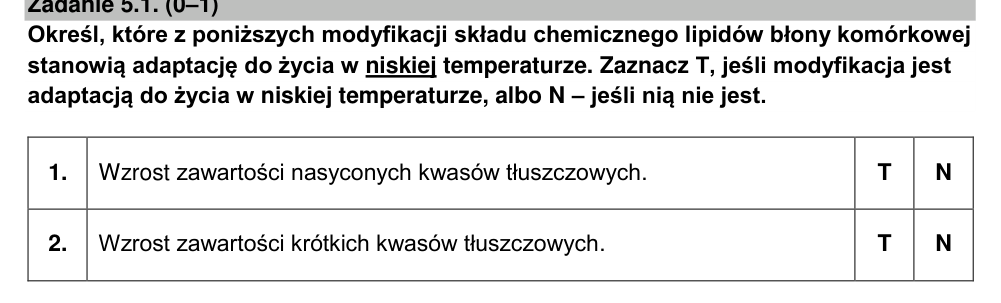 Zadanie 5.1. (0–1)
Określ, które z poniższych modyfikacji składu chemicznego lipidów błony komórkowej
stanowią adaptację do życia w niskiej temperaturze. Zaznacz T, jeśli modyfikacja jest
adaptacją do życia w niskiej temperaturze, albo N – jeśli nią nie jest.
1. Wzrost zawartości nasyconych kwasów tłuszczowych. T N
2. Wzrost zawartości krótkich kwasów tłuszczowych. T N